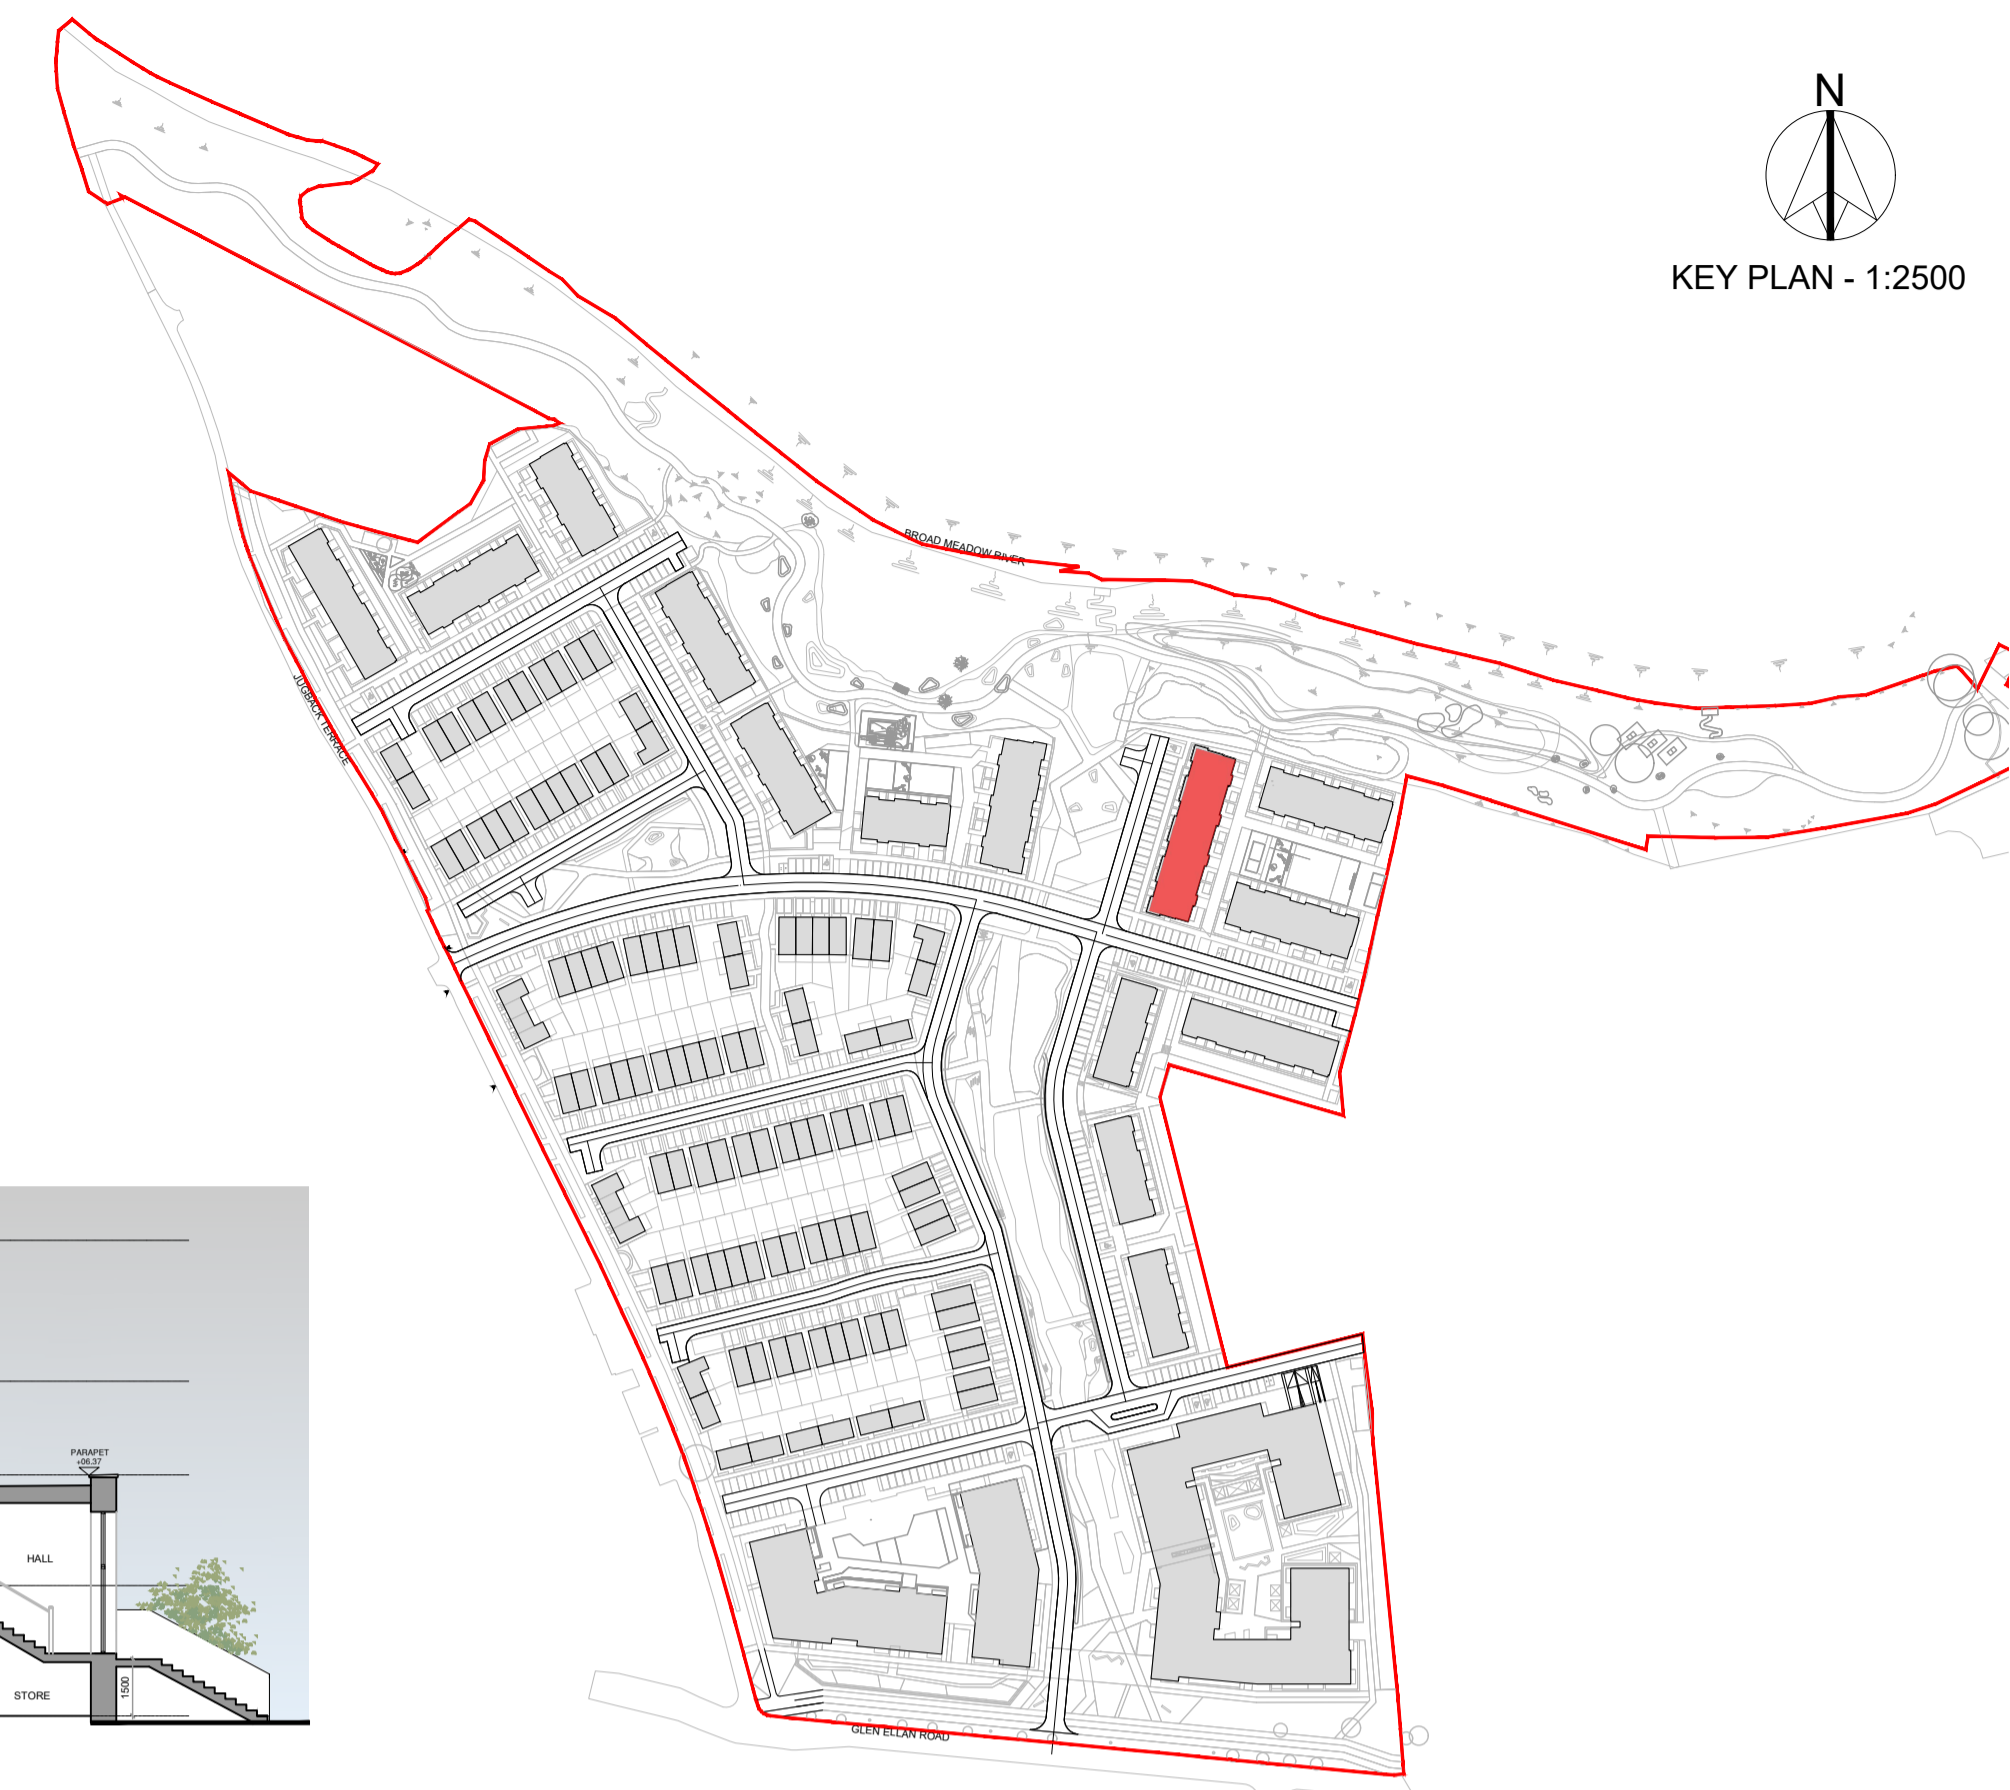 N
KEY PLAN - 1:2500
BROAD MEADOW RIVER
JUGBACK TERRACE
PARAPET
+06.37
HALL
STORE
1500
GLEN ELLAN ROAD